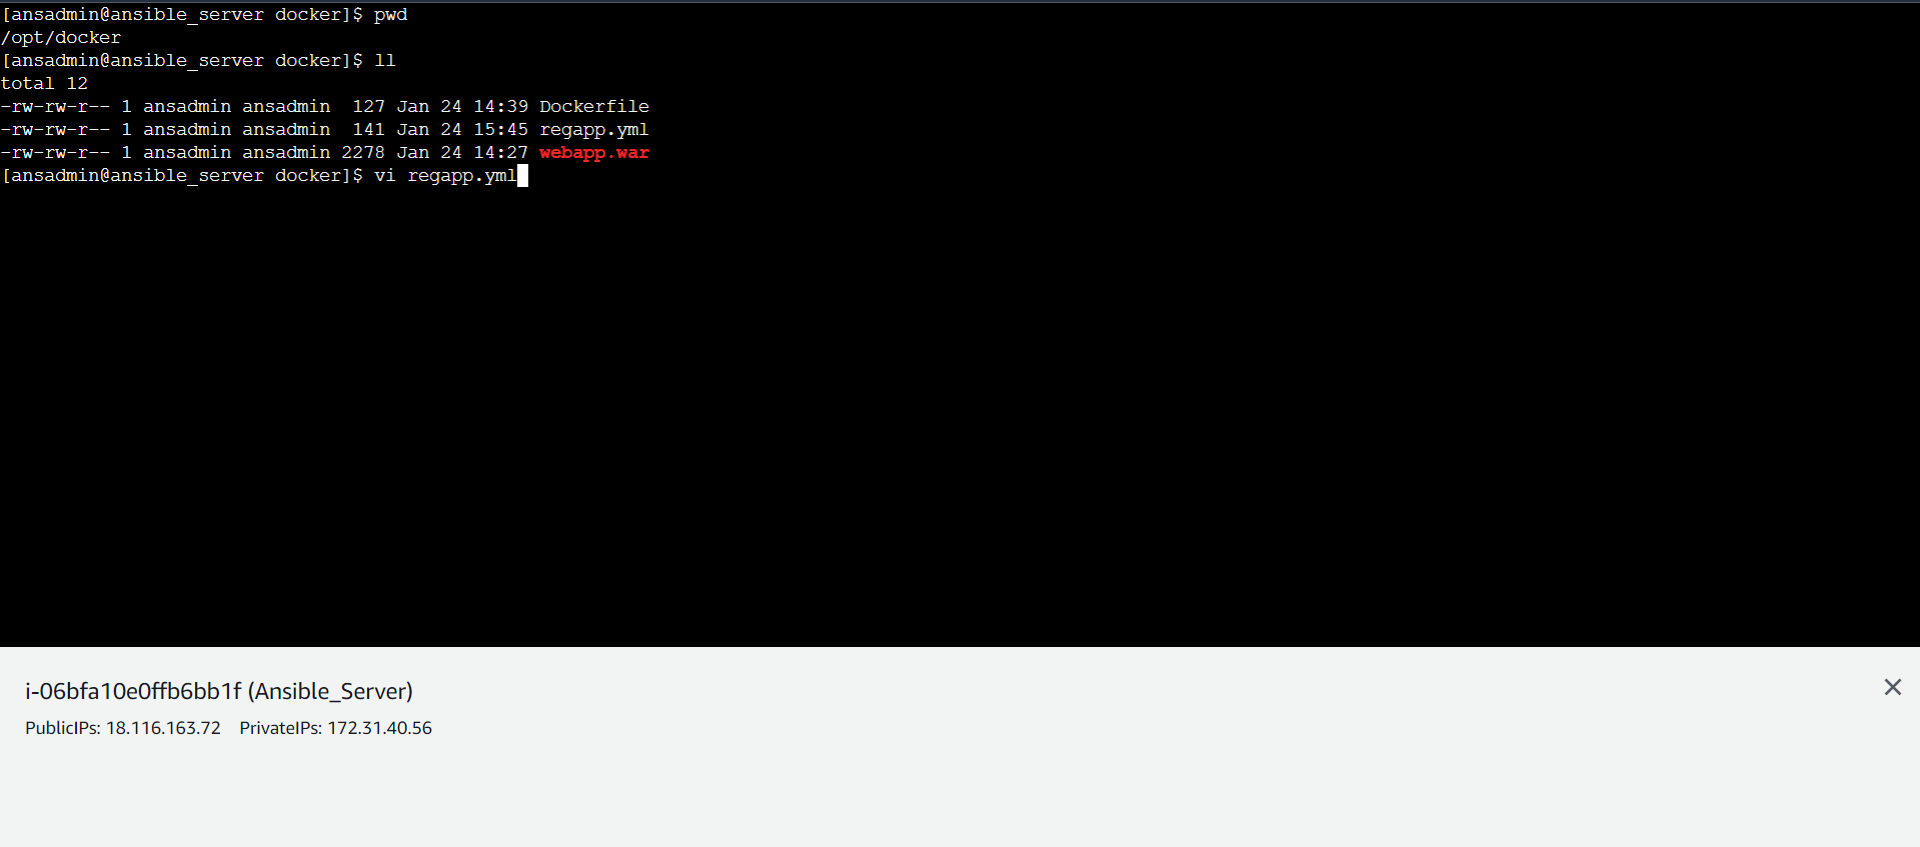 [ansadmin@ansible_server docker]$ pwd
/opt/docker
[ansadmin@ansible_server docker]$ ll
total 12
-rw-rw-r-- 1 ansadmin ansadmin  127 Jan 24 14:39 Dockerfile
-rw-rw-r-- 1 ansadmin ansadmin  141 Jan 24 15:45 regapp.yml
-rw-rw-r-- 1 ansadmin ansadmin 2278 Jan 24 14:27 webapp.war
[ansadmin@ansible_server docker]$ vi regapp.yml
i-06bfa10e0ffb6bb1f (Ansible_Server)
PublicIPs: 18.116.163.72 PrivateIPs: 172.31.40.56